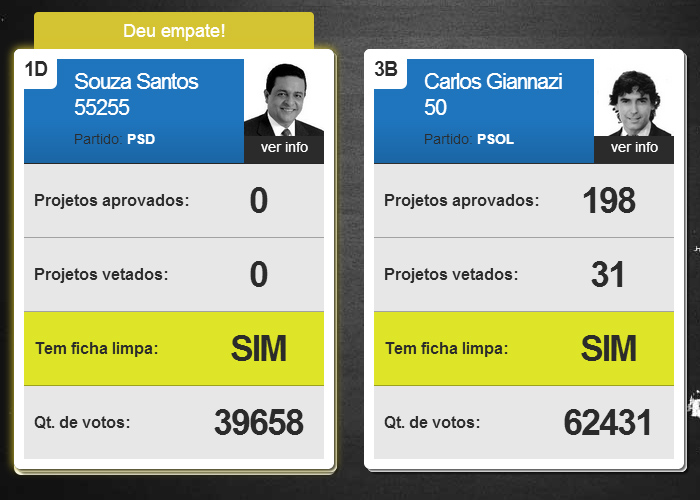 Deu empate!
1D
Souza Santos
55255
Partido: PSD
ver info
Projetos aprovados: 0
Projetos vetados: 0
Tem ficha limpa: SIM
Qt. de votos: 39658
3B
Carlos Giannazi
50
Partido: PSOL
ver info
Projetos aprovados: 198
Projetos vetados: 31
Tem ficha limpa: SIM
Qt. de votos: 62431